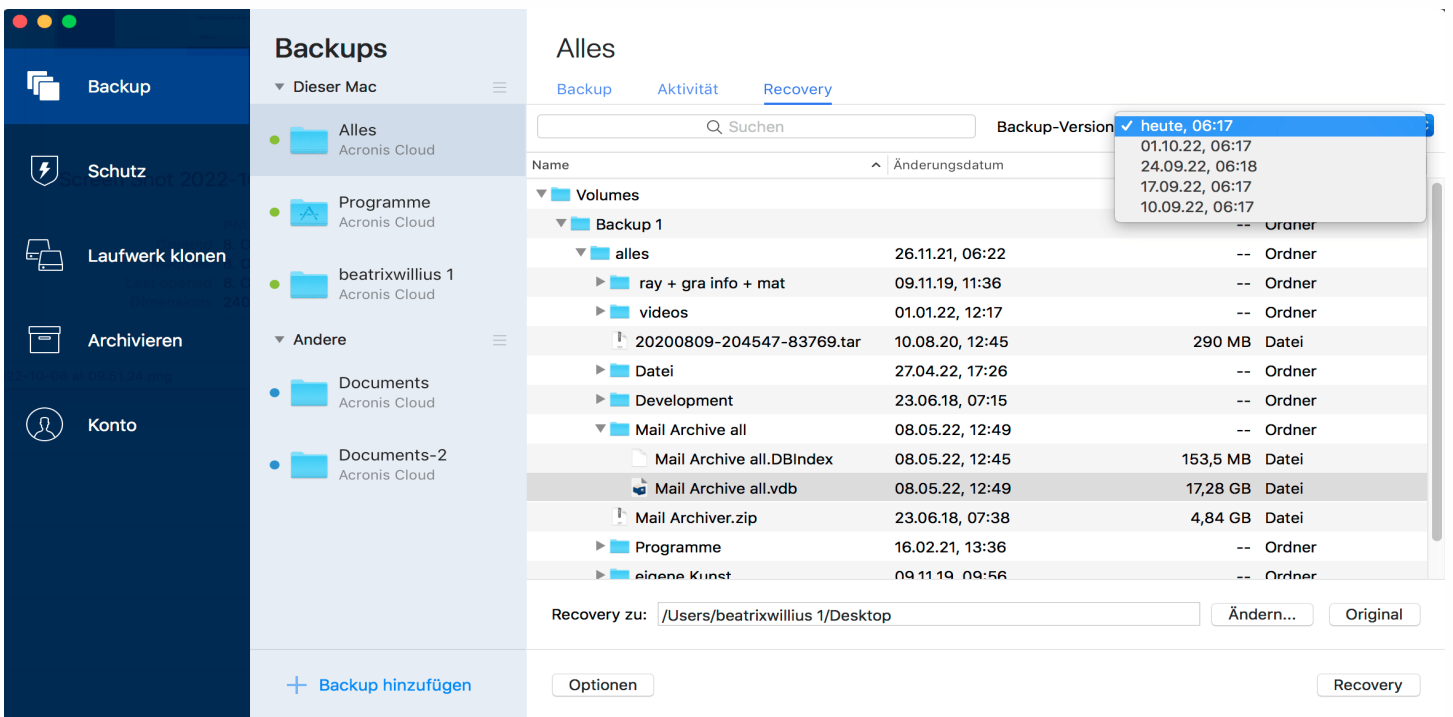 Backup
Schutz
Laufwerk klonen
Archivieren
Konto
Backups
Dieser Mac
Alles
Acronis Cloud
Programme
Acronis Cloud
beatrixwillius 1
Acronis Cloud
Andere
Documents
Acronis Cloud
Documents-2
Acronis Cloud
Backup hinzufügen
Alles
Backup Aktivität Recovery
Suchen Backup-Version
heute, 06:17
01.10.22, 06:17
24.09.22, 06:18
17.09.22, 06:17
10.09.22, 06:17
Name Änderungsdatum
Volumes
Backup 1 -- Ordner
alles 26.11.21, 06:22 -- Ordner
ray + gra info + mat 09.11.19, 11:36 -- Ordner
videos 01.01.22, 12:17 -- Ordner
20200809-204547-83769.tar 10.08.20, 12:45 290 MB Datei
Datei 27.04.22, 17:26 -- Ordner
Development 23.06.18, 07:15 -- Ordner
Mail Archive all 08.05.22, 12:49 -- Ordner
Mail Archive all.DBIndex 08.05.22, 12:45 153,5 MB Datei
Mail Archive all.vdb 08.05.22, 12:49 17,28 GB Datei
Mail Archiver.zip 23.06.18, 07:38 4,84 GB Datei
Programme 16.02.21, 13:36 -- Ordner
eigene Kunst 09.11.19, 09:56 -- Ordner
Recovery zu: /Users/beatrixwillius 1/Desktop Ändern... Original
Optionen Recovery